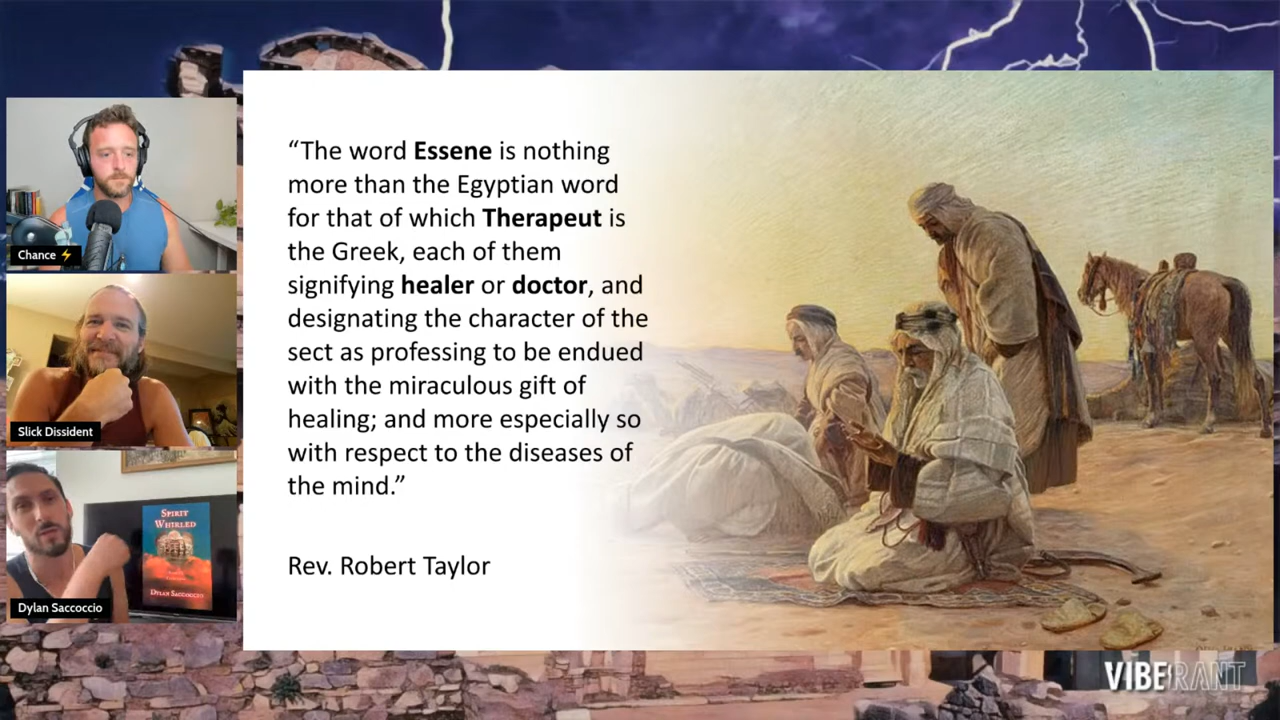 “The word Essene is nothing
more than the Egyptian word
for that of which Therapeut is
the Greek, each of them
signifying healer or doctor, and
designating the character of the
sect as professing to be endued
with the miraculous gift of
healing; and more especially so
with respect to the diseases of
the mind.”
Rev. Robert Taylor
Chance ⚡
Slick Dissident
SPIRIT
WHIRLED
DYLAN SACCOCCIO
Dylan Saccoccio
VIBERANT